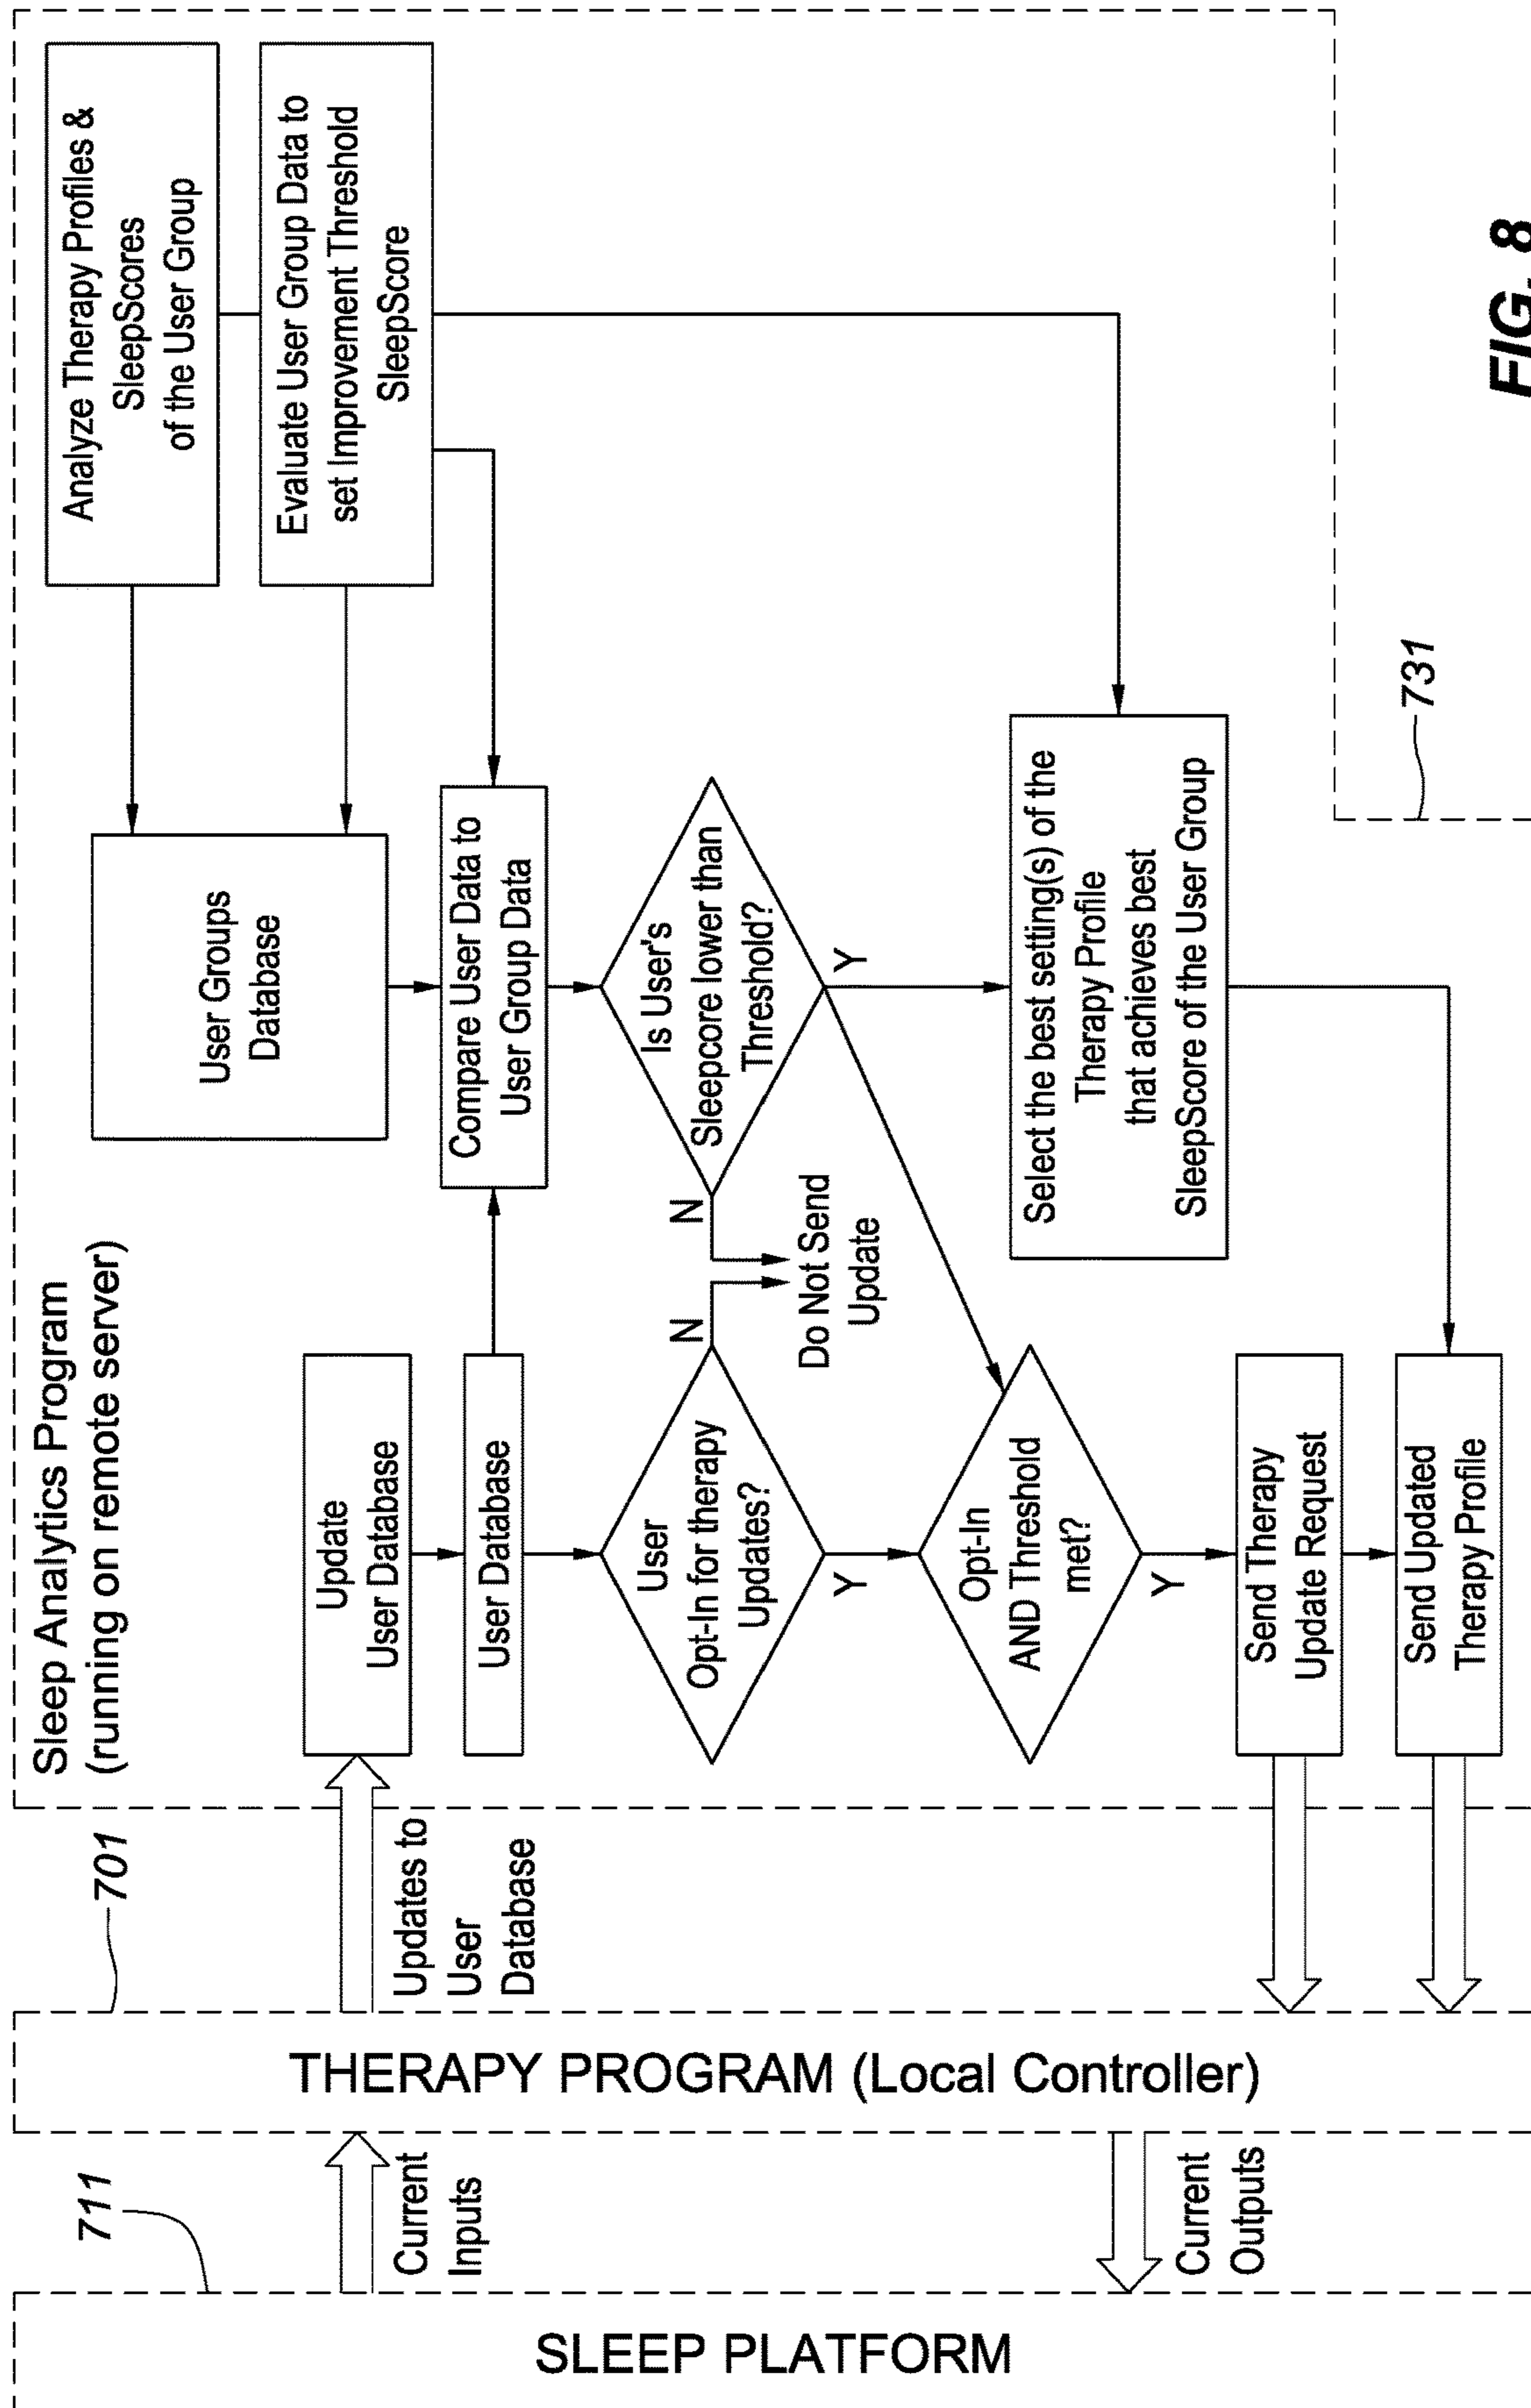 SLEEP PLATFORM
711
Current
Inputs
Current
Outputs
THERAPY PROGRAM (Local Controller)
701
Updates to
User
Database
Sleep Analytics Program
(running on remote server)
Update
User Database
User Database
User
Opt-In for therapy
Updates?
N
Y
Opt-In
AND Threshold
met?
Y
Send Therapy
Update Request
Send Updated
Therapy Profile
Do Not Send
Update
User Groups
Database
Compare User Data to
User Group Data
Is User's
Sleepcore lower than
Threshold?
N
Y
Select the best setting(s) of the
Therapy Profile
that achieves best
SleepScore of the User Group
Analyze Therapy Profiles &
SleepScores
of the User Group
Evaluate User Group Data to
set Improvement Threshold
SleepScore
731
FIG. 8